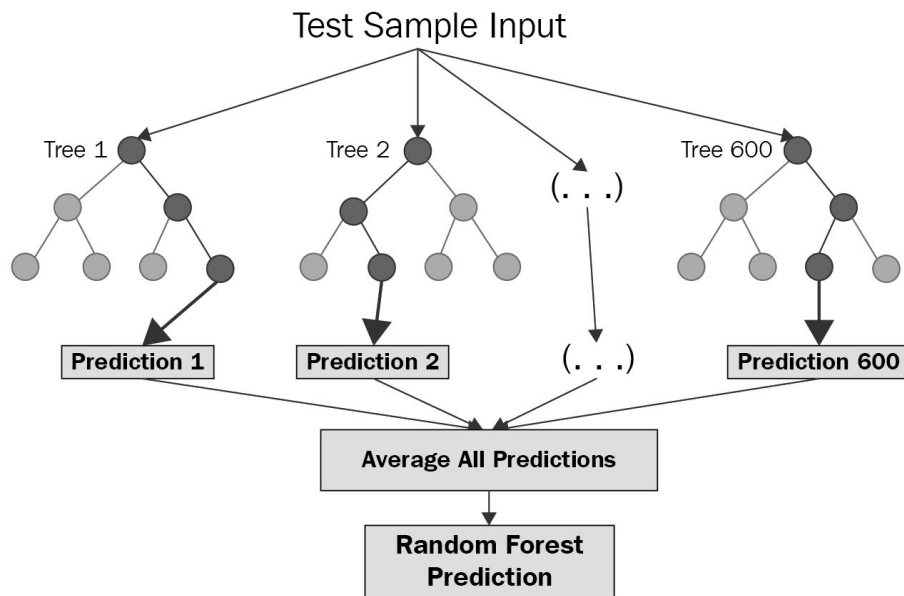 Test Sample Input
Tree 1
Tree 2
(. . .)
Tree 600
Prediction 1
Prediction 2
(. . .)
Prediction 600
Average All Predictions
Random Forest
Prediction